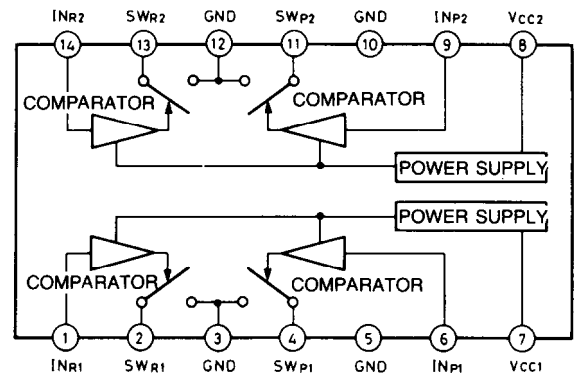 INR2 SWR2 GND SWP2 GND INP2 VCC2
14 13 12 11 10 9 8
COMPARATOR COMPARATOR
POWER SUPPLY
POWER SUPPLY
COMPARATOR COMPARATOR
1 2 3 4 5 6 7
INR1 SWR1 GND SWP1 GND INP1 VCC1